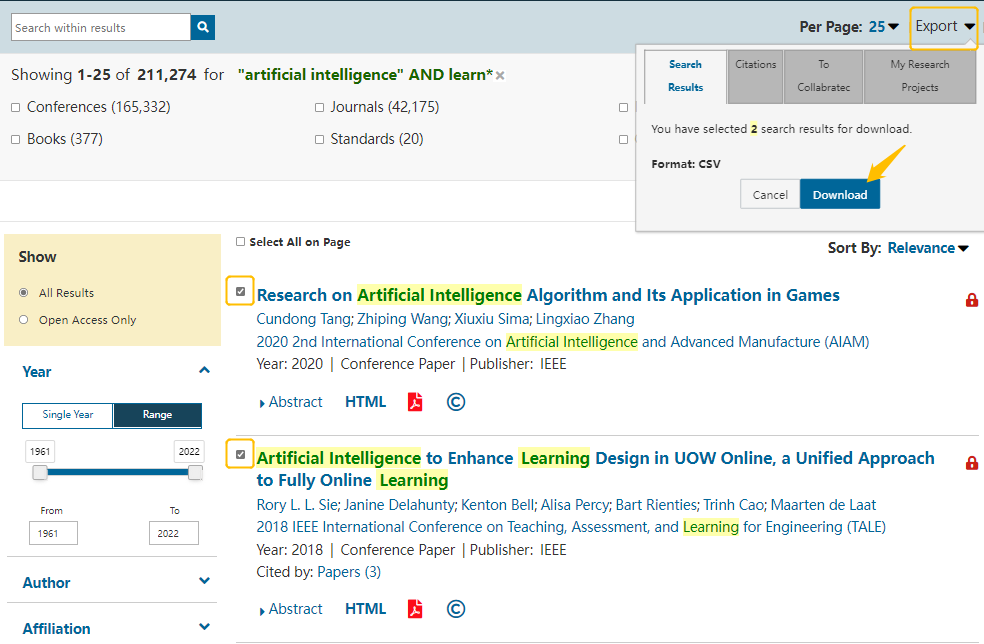 Search within results
Per Page: 25
Export
Showing 1-25 of 211,274 for "artificial intelligence" AND learn*
Conferences (165,332)
Journals (42,175)
Books (377)
Standards (20)
Search Results
Citations
To Collabratec
My Research Projects
You have selected 2 search results for download.
Format: CSV
Cancel
Download
Show
All Results
Open Access Only
Year
Single Year
Range
1961
2022
From
To
1961
2022
Author
Affiliation
Select All on Page
Sort By: Relevance
Research on Artificial Intelligence Algorithm and Its Application in Games
Cundong Tang; Zhiping Wang; Xiuxiu Sima; Lingxiao Zhang
2020 2nd International Conference on Artificial Intelligence and Advanced Manufacture (AIAM)
Year: 2020 | Conference Paper | Publisher: IEEE
Abstract
HTML
©
Artificial Intelligence to Enhance Learning Design in UOW Online, a Unified Approach
to Fully Online Learning
Rory L. L. Sie; Janine Delahunty; Kenton Bell; Alisa Percy; Bart Rienties; Trinh Cao; Maarten de Laat
2018 IEEE International Conference on Teaching, Assessment, and Learning for Engineering (TALE)
Year: 2018 | Conference Paper | Publisher: IEEE
Cited by: Papers (3)
Abstract
HTML
©